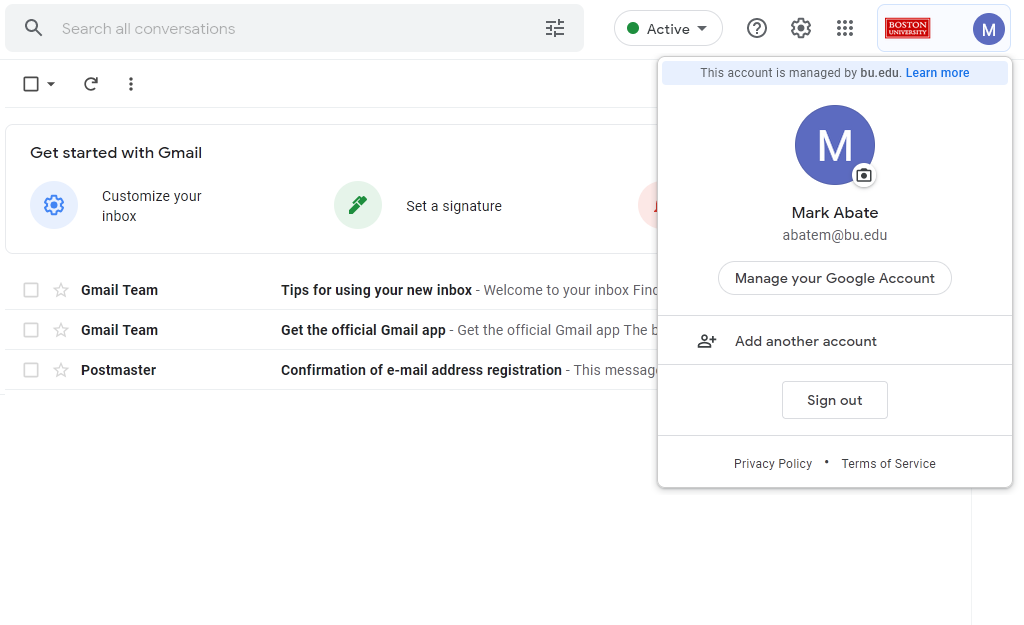 Search all conversations
Active
BOSTON
UNIVERSITY
M
This account is managed by bu.edu. Learn more
M
Mark Abate
abatem@bu.edu
Manage your Google Account
Add another account
Sign out
Privacy Policy • Terms of Service
Get started with Gmail
Customize your
inbox
Set a signature
Gmail Team Tips for using your new inbox - Welcome to your inbox
Gmail Team Get the official Gmail app - Get the official Gmail app The
Postmaster Confirmation of e-mail address registration - This